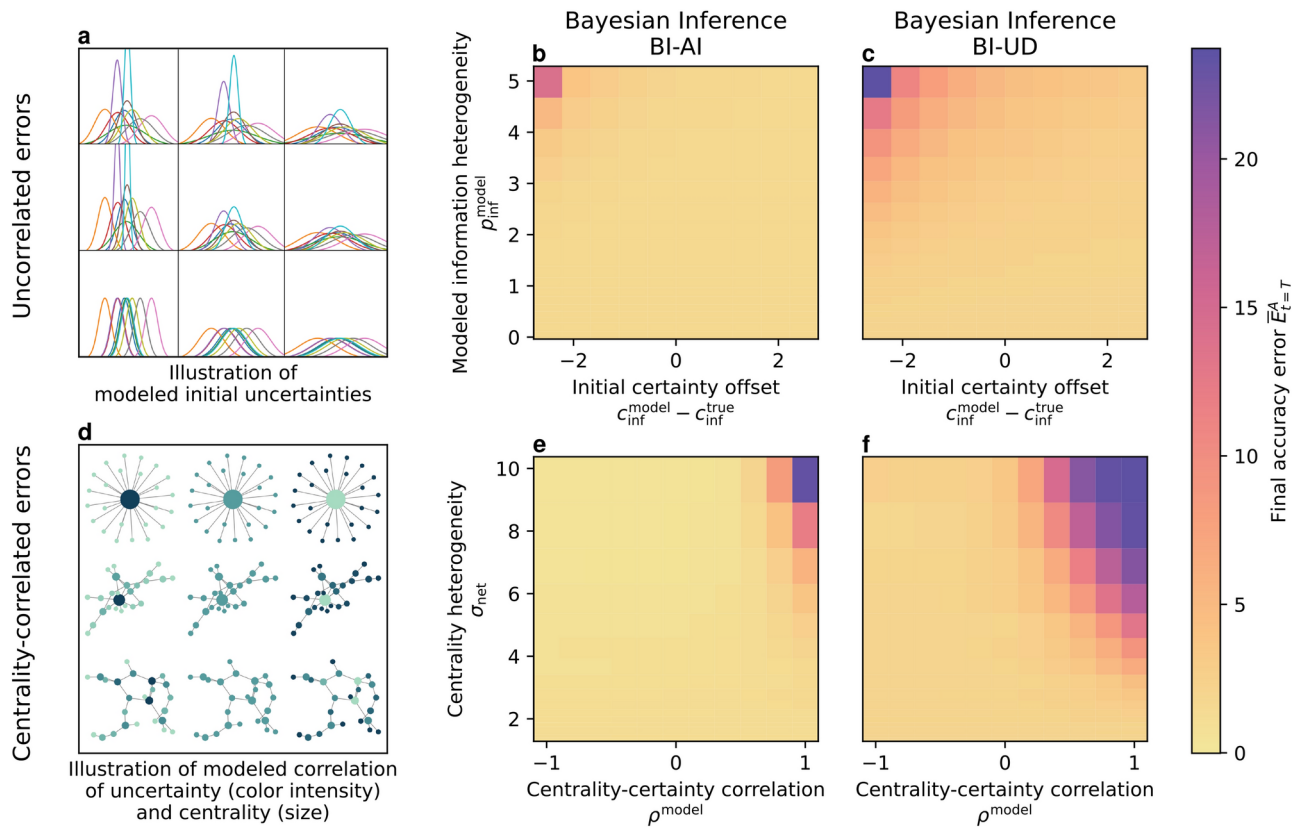 a
Uncorrelated errors
Illustration of
modeled initial uncertainties
Bayesian Inference
BI-AI
b
Modeled information heterogeneity
p_inf^model
5
4
3
2
1
0
−2 0 2
Initial certainty offset
c_inf^model − c_inf^true
Bayesian Inference
BI-UD
c
−2 0 2
Initial certainty offset
c_inf^model − c_inf^true
d
Centrality-correlated errors
Illustration of modeled correlation
of uncertainty (color intensity)
and centrality (size)
e
Centrality heterogeneity
σ_net
10
8
6
4
2
−1 0 1
Centrality-certainty correlation
ρ^model
f
−1 0 1
Centrality-certainty correlation
ρ^model
20
15
10
5
0
Final accuracy error E̅^A_t=T